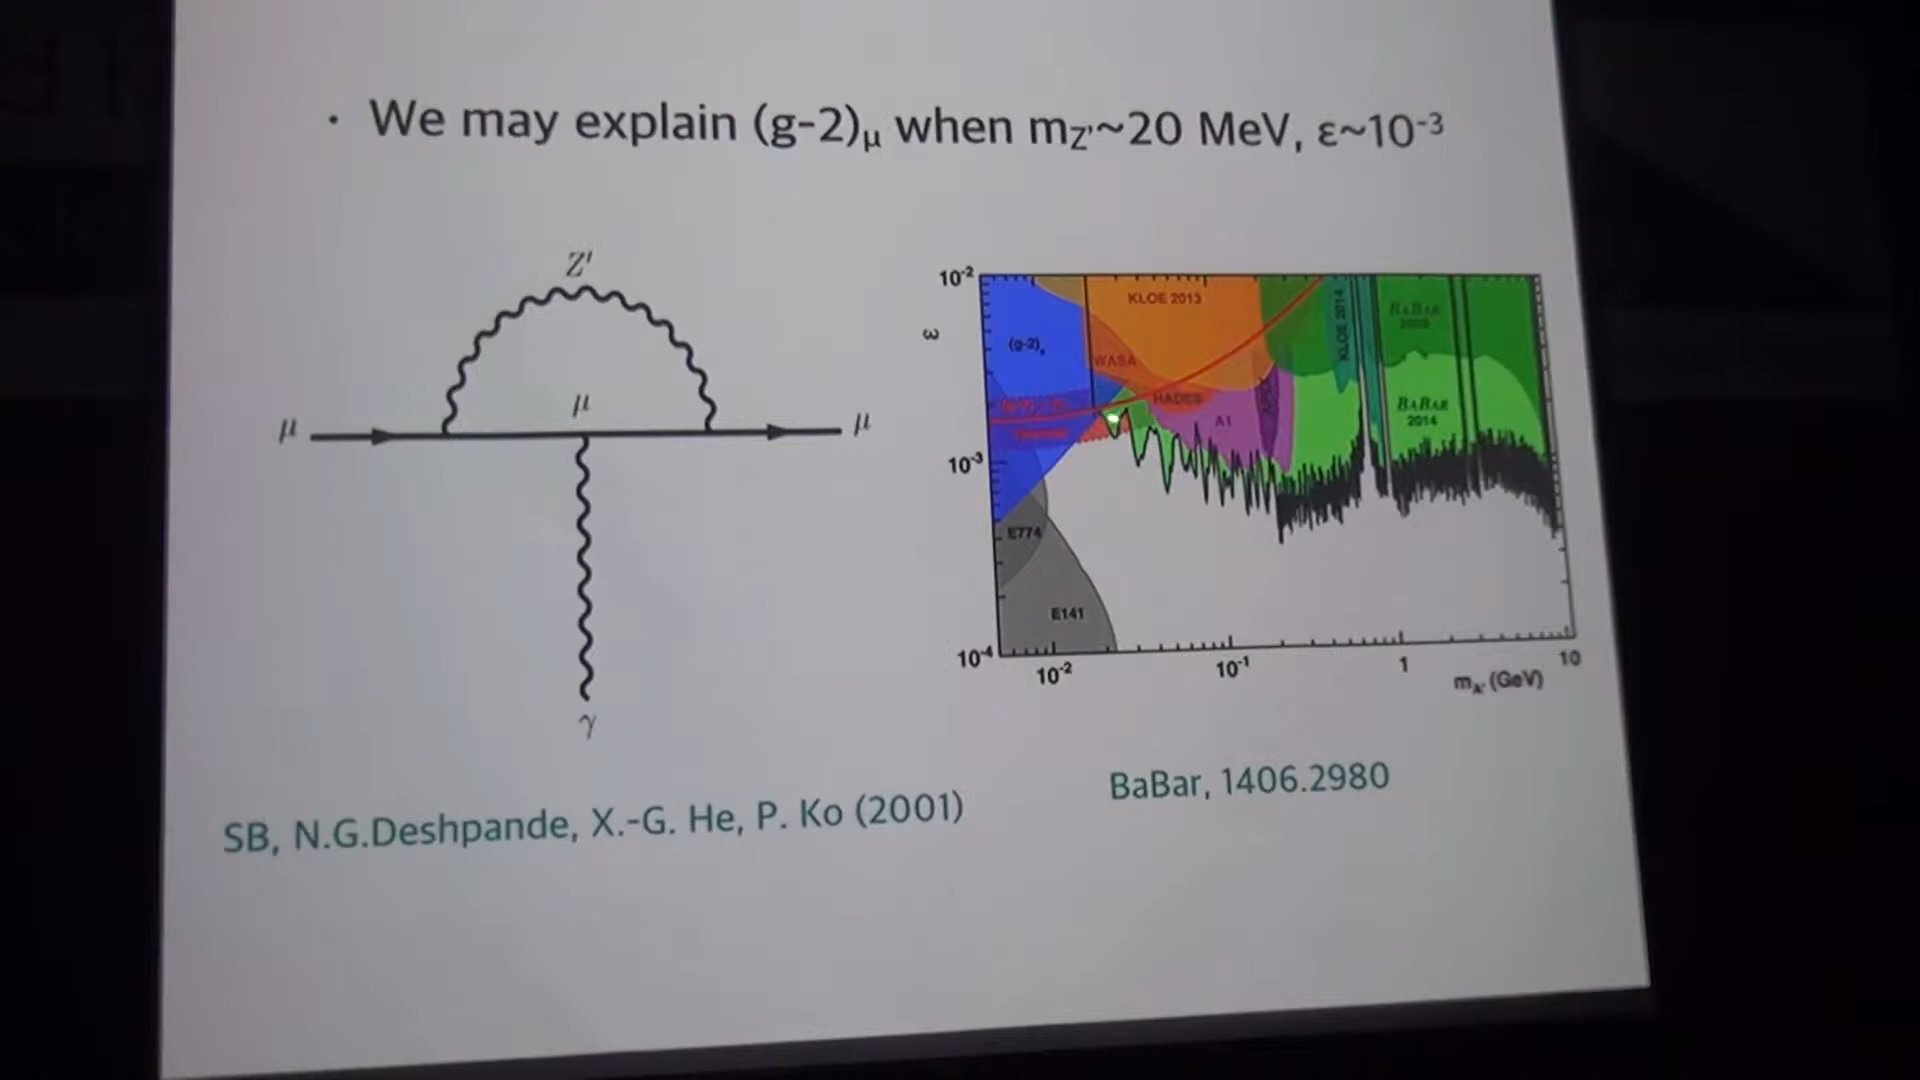 · We may explain (g-2)μ when mZ'~20 MeV, ε~10-3
Z'
μ
μ
μ
γ
10-2
ε
10-3
10-4
KLOE 2013
KLOE 2014
BABAR
2009
(g-2)e
WASA
HADES
A1
BABAR
2014
E774
E141
10-2
10-1
1
10
mA' (GeV)
SB, N.G.Deshpande, X.-G. He, P. Ko (2001)
BaBar, 1406.2980